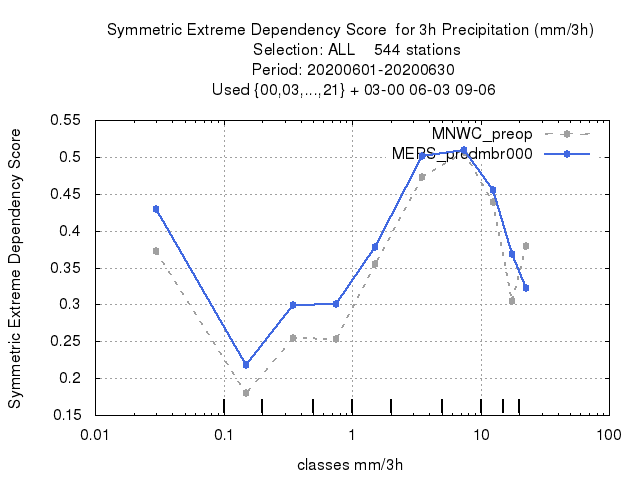 Symmetric Extreme Dependency Score for 3h Precipitation (mm/3h)
Selection: ALL 544 stations
Period: 20200601-20200630
Used {00,03,...,21} + 03-00 06-03 09-06
MNWC_preop
MEPS_prodmbr000
Symmetric Extreme Dependency Score
0.55
0.5
0.45
0.4
0.35
0.3
0.25
0.2
0.15
0.01 0.1 1 10 100
classes mm/3h